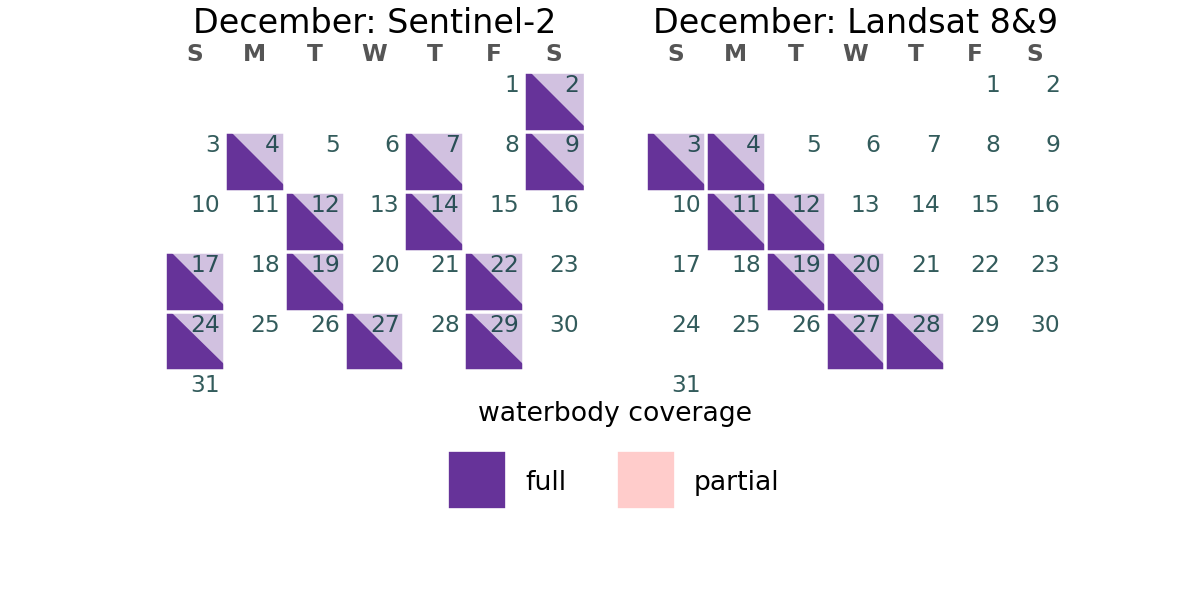 December: Sentinel-2
S M T W T F S
1 2
3 4 5 6 7 8 9
10 11 12 13 14 15 16
17 18 19 20 21 22 23
24 25 26 27 28 29 30
31
December: Landsat 8&9
S M T W T F S
1 2
3 4 5 6 7 8 9
10 11 12 13 14 15 16
17 18 19 20 21 22 23
24 25 26 27 28 29 30
31
waterbody coverage
full
partial